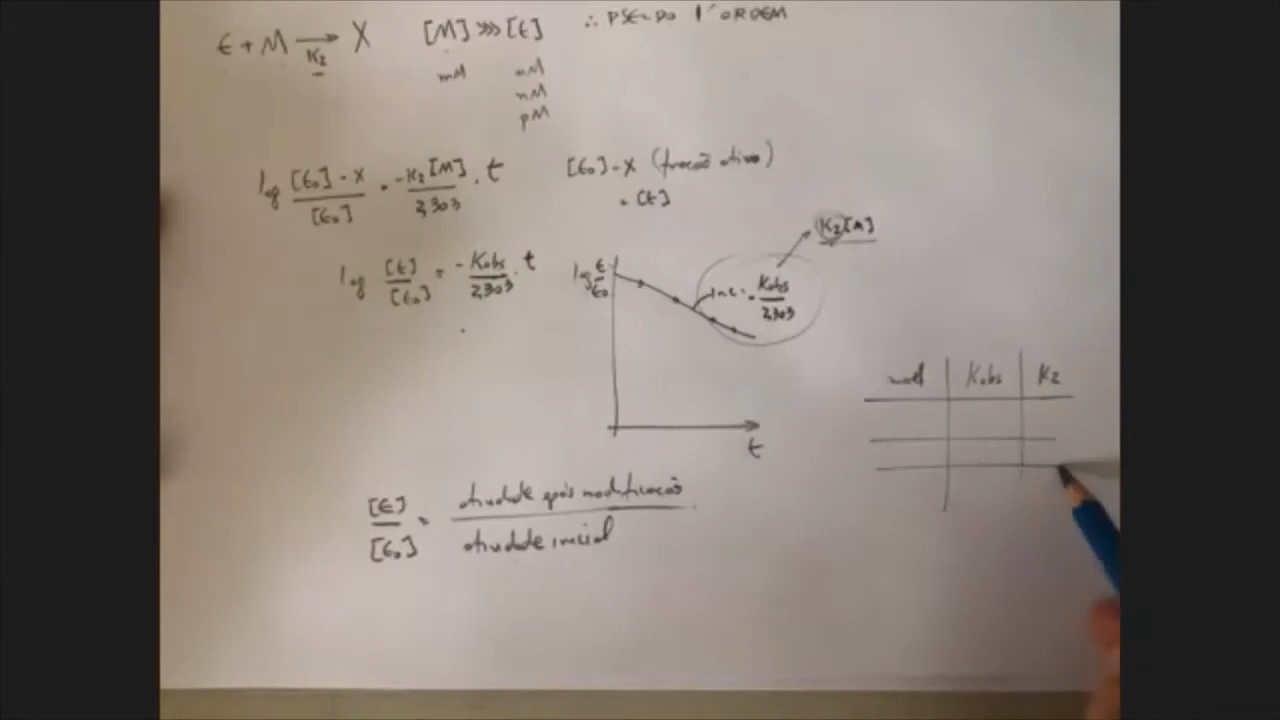 E + M → X [M] >>> [E] ∴ PSEUDO 1ª ORDEM
K2
mM uM
nM
pM
log [E0] - X / [E0] = -K2[M] / 2,303 . t [E0] - X (fração ativa)
= [E]
K2[M]
log [E] / [E0] = -Kobs / 2,303 . t log E / E0 Inc = - Kobs / 2,303
mod Kobs K2
t
[E] / [E0] = atividade após modificação / atividade inicial